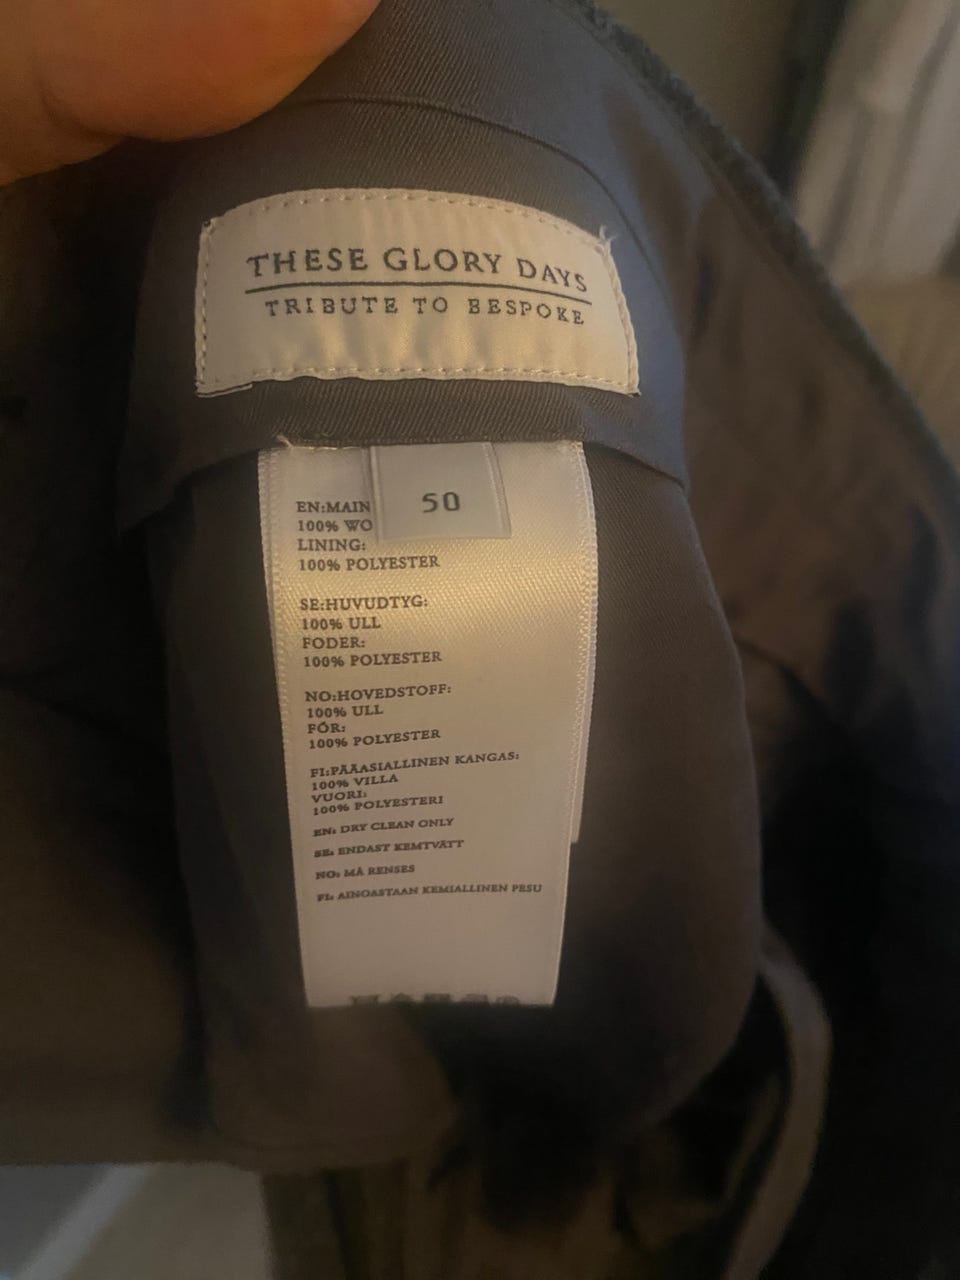 THESE GLORY DAYS
TRIBUTE TO BESPOKE
50
EN:MAIN
100% WO
LINING:
100% POLYESTER
SE:HUVUDTYG:
100% ULL
FODER:
100% POLYESTER
NO:HOVEDSTOFF:
100% ULL
FÓR:
100% POLYESTER
FI:PÄÄASIALLINEN KANGAS:
100% VILLA
VUORI:
100% POLYESTERI
EN: DRY CLEAN ONLY
SE: ENDAST KEMTVÄTT
NO: MÅ RENSES
FI: AINOASTAAN KEMIALLINEN PESU